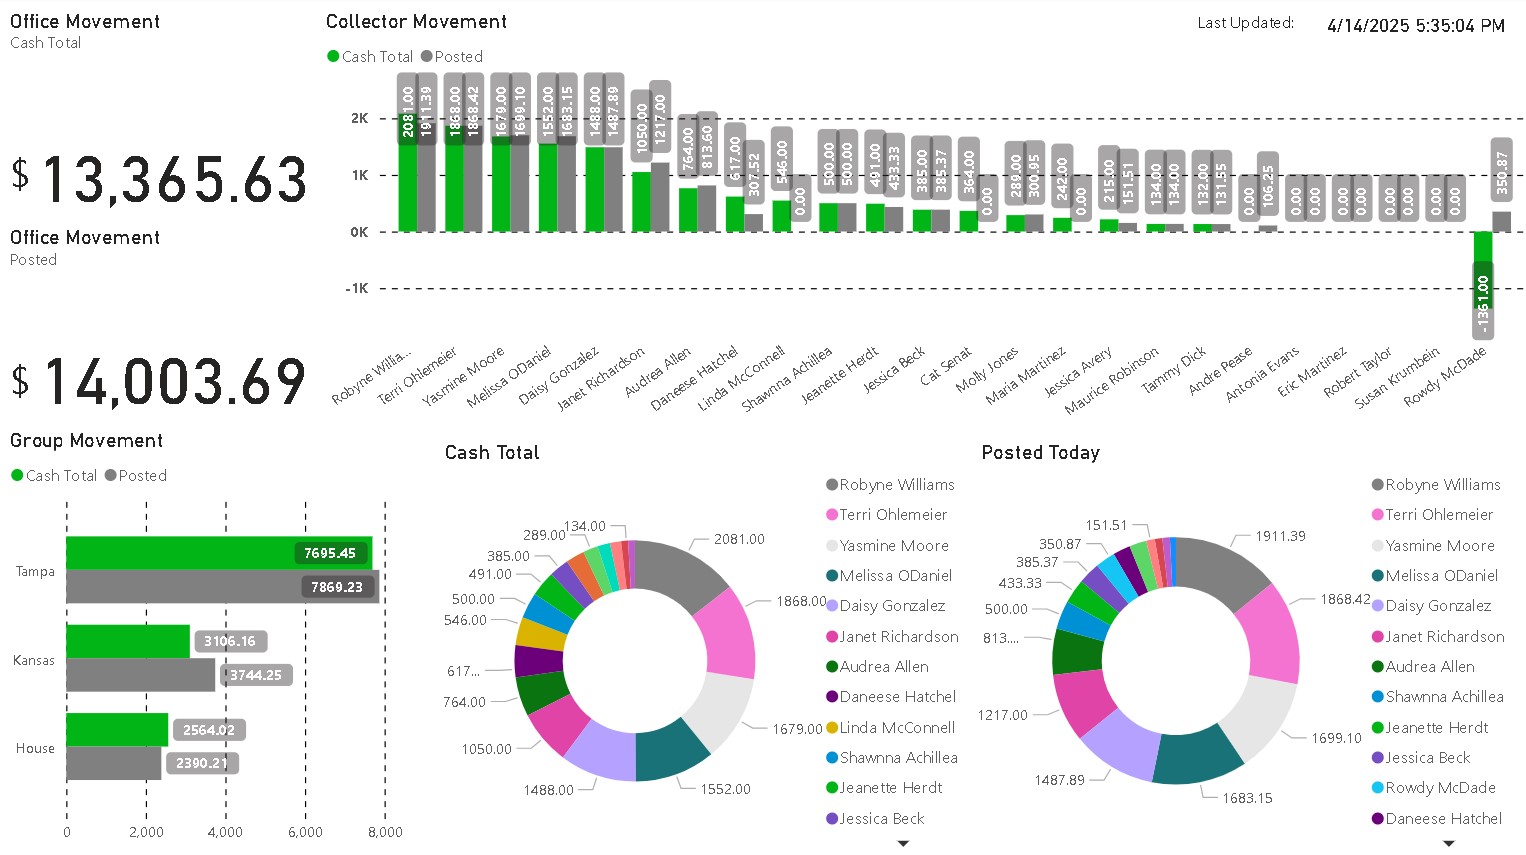 Office Movement
Cash Total
$ 13,365.63
Office Movement
Posted
$ 14,003.69
Collector Movement
Last Updated: 4/14/2025 5:35:04 PM
Cash Total Posted
2K
1K
0K
-1K
2081.00 1911.39
1868.00 1868.42
1679.00 1699.10
1552.00 1683.15
1488.00 1487.89
1050.00 1217.00
764.00 813.60
617.00 307.52
546.00 0.00
500.00 500.00
491.00 433.33
385.00 385.37
364.00 0.00
289.00 300.95
242.00 0.00
215.00 151.51
134.00 134.00
132.00 131.55
0.00 106.25
0.00 0.00
0.00 0.00
0.00 0.00
0.00 0.00
-1361.00 350.87
Robyne Willia...
Terri Ohlemeier
Yasmine Moore
Melissa ODaniel
Daisy Gonzalez
Janet Richardson
Audrea Allen
Daneese Hatchel
Linda McConnell
Shawnna Achillea
Jeanette Herdt
Jessica Beck
Cat Senat
Molly Jones
Maria Martinez
Jessica Avery
Maurice Robinson
Tammy Dick
Andre Pease
Antonia Evans
Eric Martinez
Robert Taylor
Susan Krumbein
Rowdy McDade
Group Movement
Cash Total Posted
Tampa
7695.45
7869.23
Kansas
3106.16
3744.25
House
2564.02
2390.21
0 2,000 4,000 6,000 8,000
Cash Total
2081.00
1868.00
1679.00
1552.00
1488.00
1050.00
764.00
617...
546.00
500.00
491.00
385.00
289.00
134.00
Robyne Williams
Terri Ohlemeier
Yasmine Moore
Melissa ODaniel
Daisy Gonzalez
Janet Richardson
Audrea Allen
Daneese Hatchel
Linda McConnell
Shawnna Achillea
Jeanette Herdt
Jessica Beck
Posted Today
1911.39
1868.42
1699.10
1683.15
1487.89
1217.00
813....
500.00
433.33
385.37
350.87
151.51
Robyne Williams
Terri Ohlemeier
Yasmine Moore
Melissa ODaniel
Daisy Gonzalez
Janet Richardson
Audrea Allen
Shawnna Achillea
Jeanette Herdt
Jessica Beck
Rowdy McDade
Daneese Hatchel